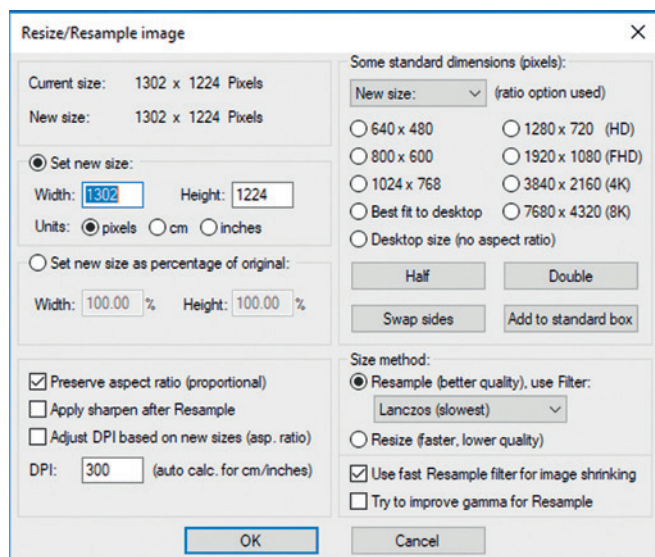 Resize/Resample image
Current size: 1302 x 1224 Pixels
New size: 1302 x 1224 Pixels
Set new size:
Width: 1302 Height: 1224
Units: pixels cm inches
Set new size as percentage of original:
Width: 100.00 % Height: 100.00 %
Preserve aspect ratio (proportional)
Apply sharpen after Resample
Adjust DPI based on new sizes (asp. ratio)
DPI: 300 (auto calc. for cm/inches)
Some standard dimensions (pixels):
New size: (ratio option used)
640 x 480 1280 x 720 (HD)
800 x 600 1920 x 1080 (FHD)
1024 x 768 3840 x 2160 (4K)
Best fit to desktop 7680 x 4320 (8K)
Desktop size (no aspect ratio)
Half Double
Swap sides Add to standard box
Size method:
Resample (better quality), use Filter:
Lanczos (slowest)
Resize (faster, lower quality)
Use fast Resample filter for image shrinking
Try to improve gamma for Resample
OK Cancel